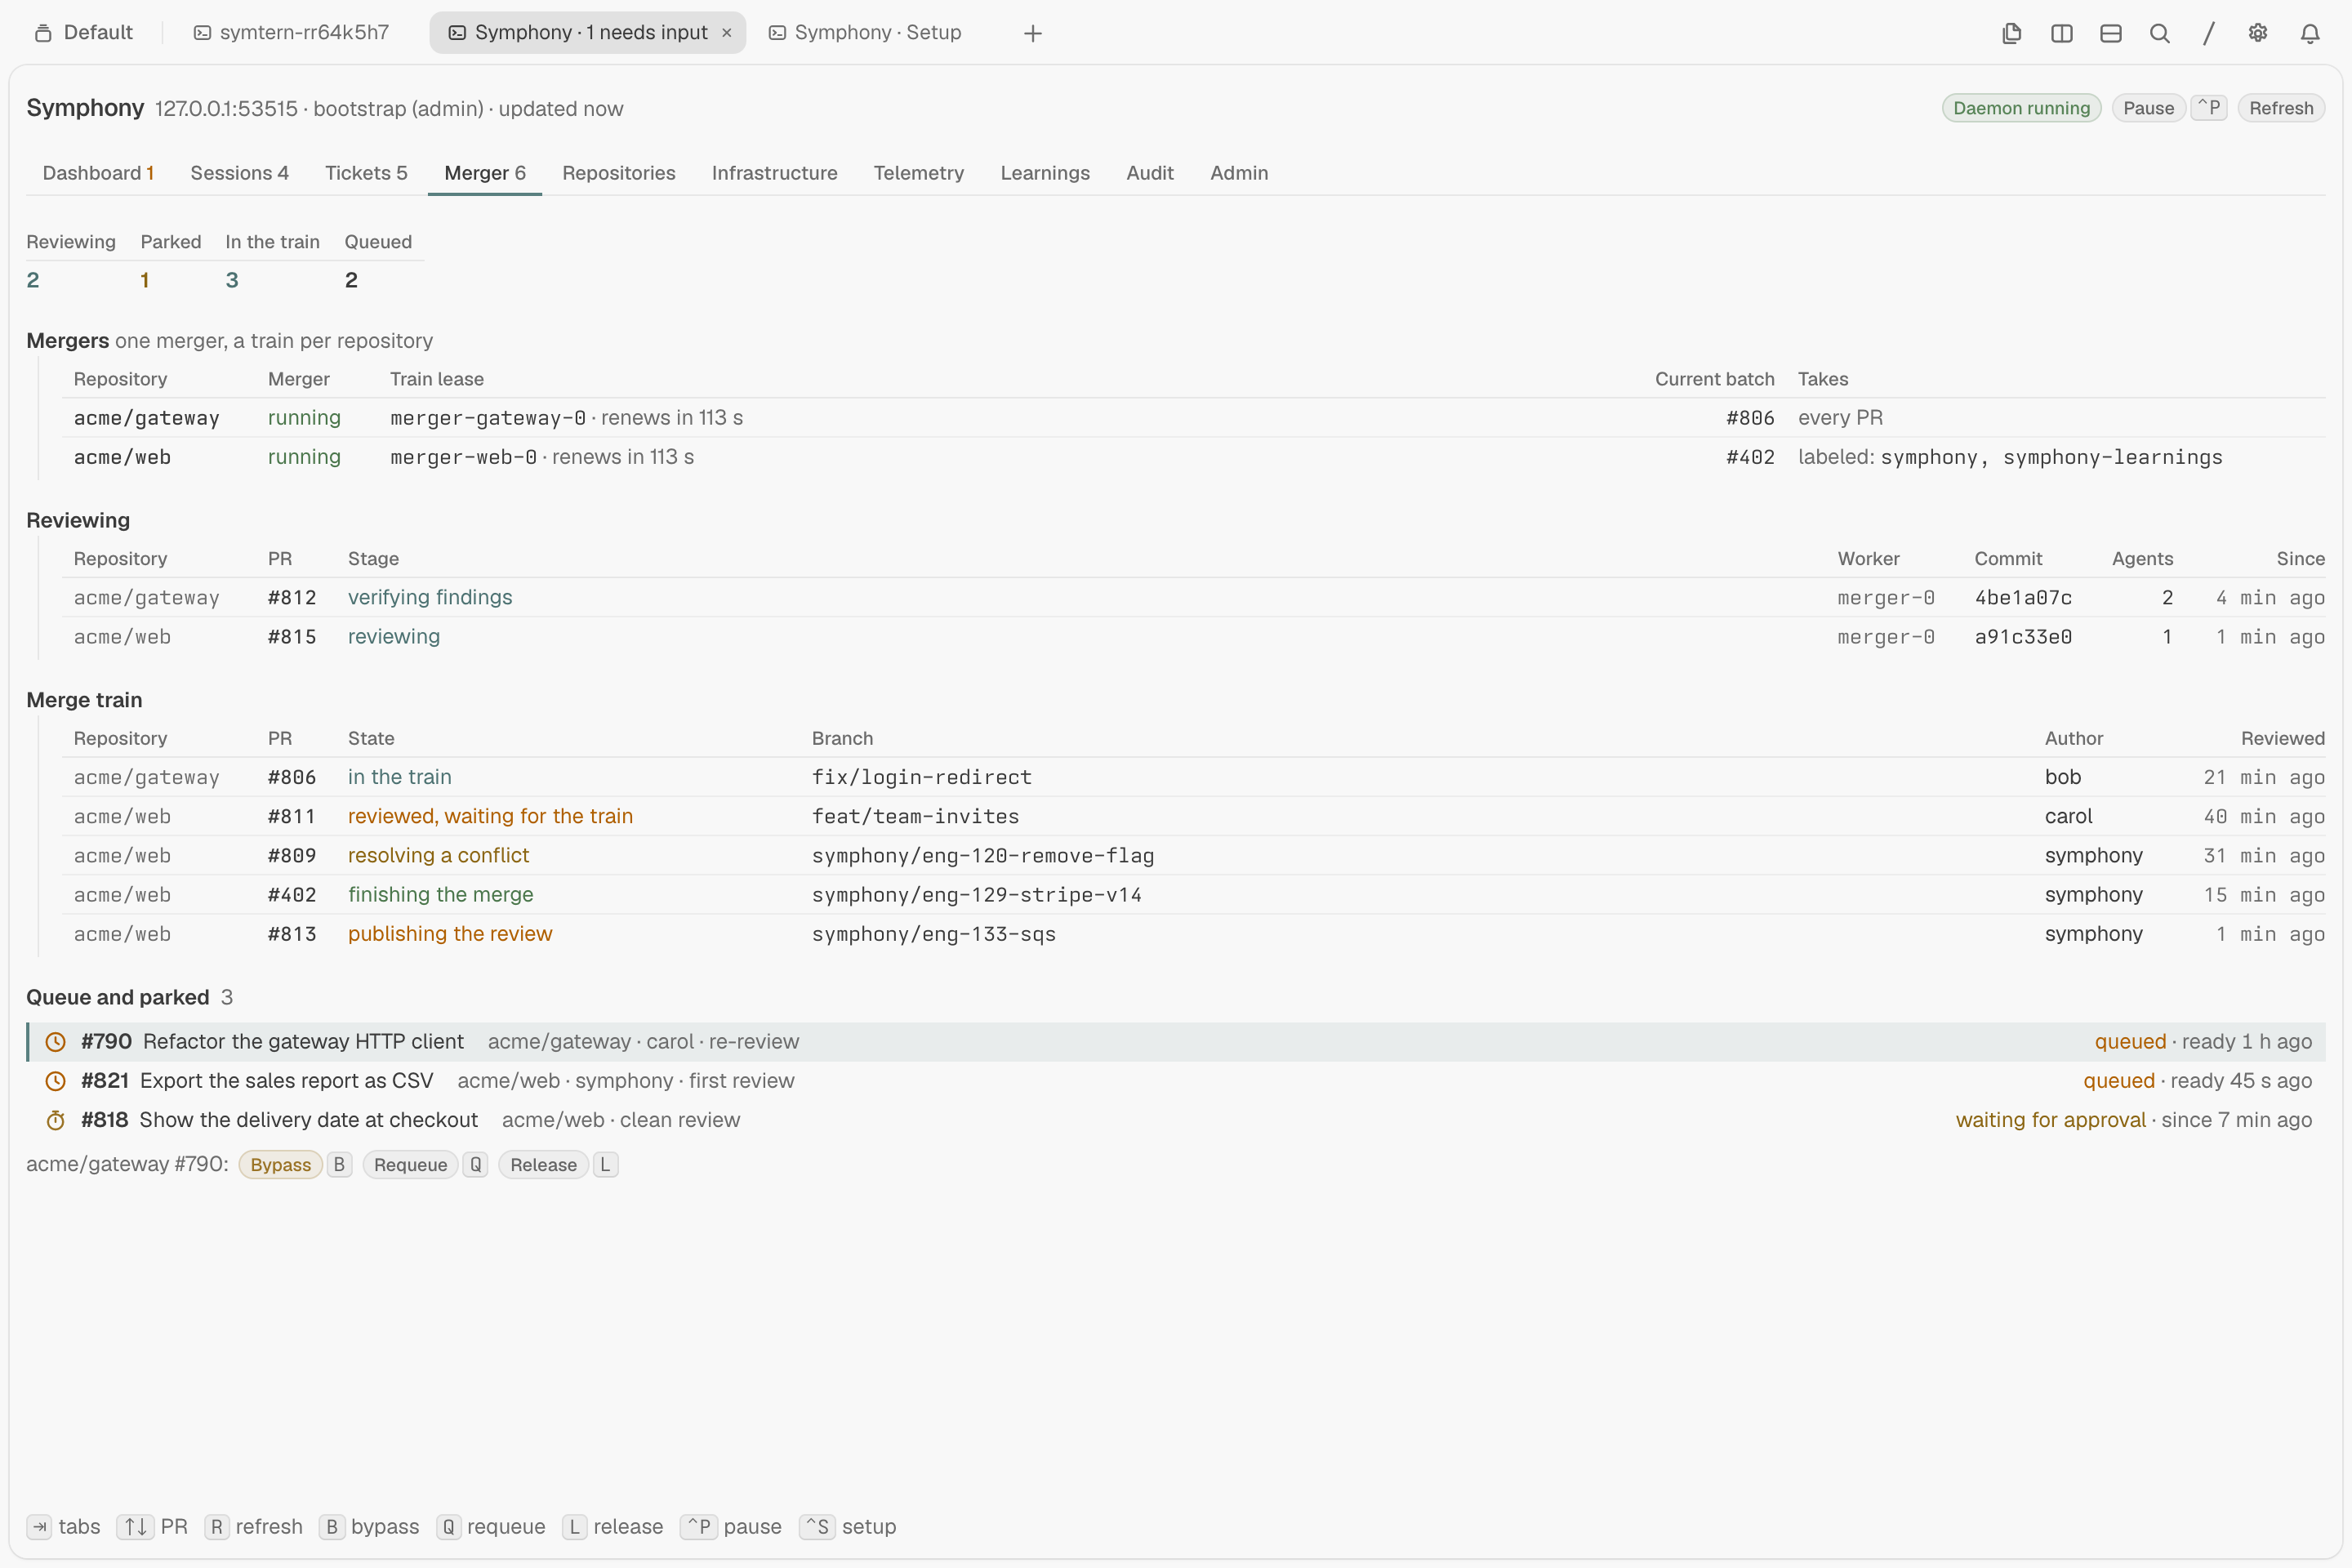 Default symtern-rr64k5h7 Symphony · 1 needs input × Symphony · Setup +
Symphony 127.0.0.1:53515 · bootstrap (admin) · updated now Daemon running Pause ^P Refresh
Dashboard 1 Sessions 4 Tickets 5 Merger 6 Repositories Infrastructure Telemetry Learnings Audit Admin
Reviewing Parked In the train Queued
2 1 3 2
Mergers one merger, a train per repository
Repository Merger Train lease Current batch Takes
acme/gateway running merger-gateway-0 · renews in 113 s #806 every PR
acme/web running merger-web-0 · renews in 113 s #402 labeled: symphony, symphony-learnings
Reviewing
Repository PR Stage Worker Commit Agents Since
acme/gateway #812 verifying findings merger-0 4be1a07c 2 4 min ago
acme/web #815 reviewing merger-0 a91c33e0 1 1 min ago
Merge train
Repository PR State Branch Author Reviewed
acme/gateway #806 in the train fix/login-redirect bob 21 min ago
acme/web #811 reviewed, waiting for the train feat/team-invites carol 40 min ago
acme/web #809 resolving a conflict symphony/eng-120-remove-flag symphony 31 min ago
acme/web #402 finishing the merge symphony/eng-129-stripe-v14 symphony 15 min ago
acme/web #813 publishing the review symphony/eng-133-sqs symphony 1 min ago
Queue and parked 3
#790 Refactor the gateway HTTP client acme/gateway · carol · re-review queued · ready 1 h ago
#821 Export the sales report as CSV acme/web · symphony · first review queued · ready 45 s ago
#818 Show the delivery date at checkout acme/web · clean review waiting for approval · since 7 min ago
acme/gateway #790: Bypass B Requeue Q Release L
⇥ tabs ↑↓ PR R refresh B bypass Q requeue L release ^P pause ^S setup